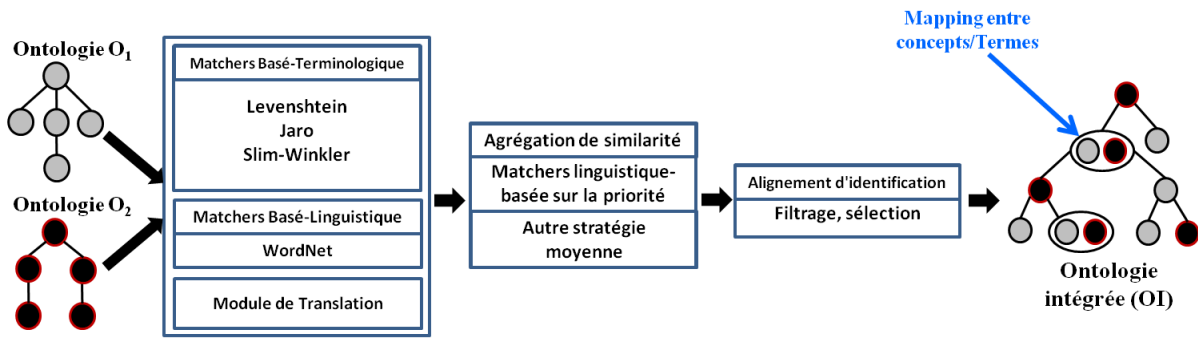 Ontologie O₁
Ontologie O₂
Matchers Basé-Terminologique
Levenshtein
Jaro
Slim-Winkler
Matchers Basé-Linguistique
WordNet
Module de Translation
Agrégation de similarité
Matchers linguistique-
basée sur la priorité
Autre stratégie
moyenne
Alignement d'identification
Filtrage, sélection
Mapping entre
concepts/Termes
Ontologie
intégrée (OI)